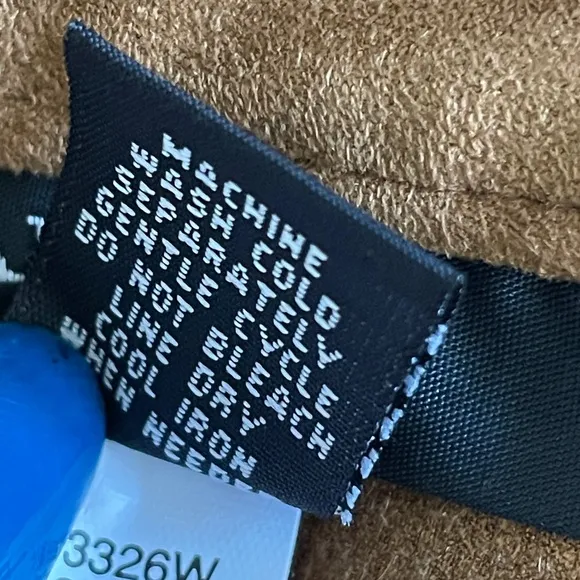 MACHINE
WASH COLD
SEPARATELY
GENTLE CYCLE
DO NOT BLEACH
LINE DRY
COOL IRON
WHEN NEEDED
3326W